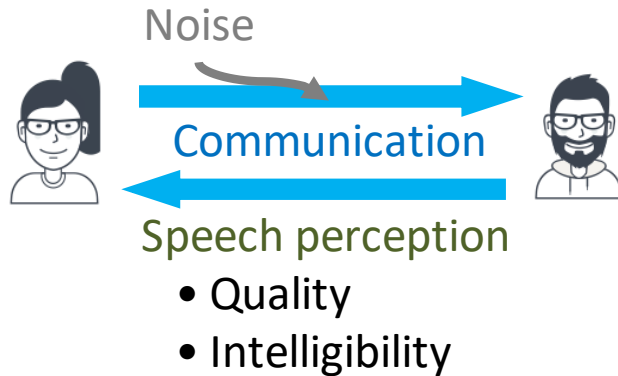 Noise
Communication
Speech perception
• Quality
• Intelligibility